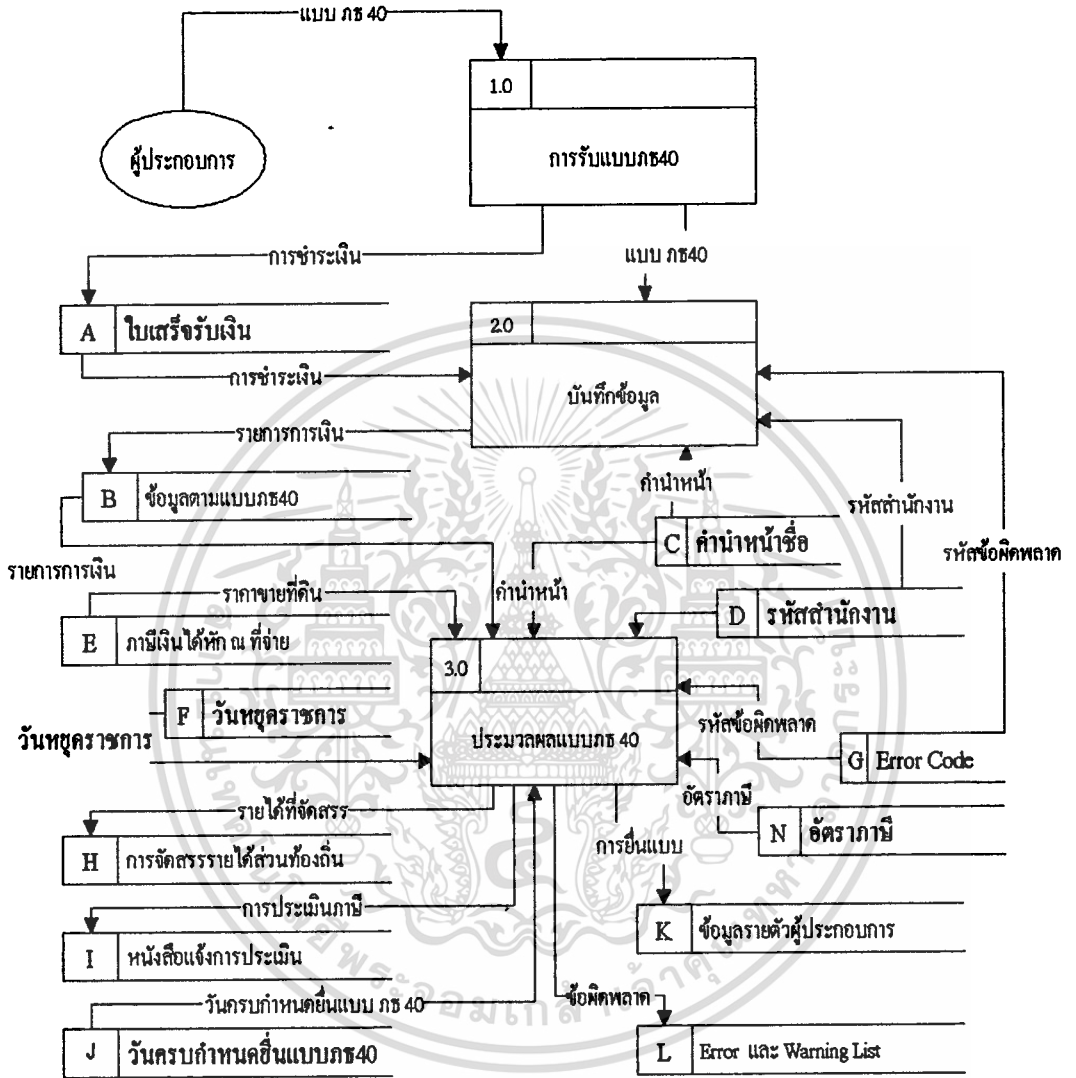 แบบ ภธ 40
1.0
ผู้ประกอบการ
การรับแบบภธ40
การชำระเงิน
แบบ ภธ40
A ใบเสร็จรับเงิน
2.0
การชำระเงิน
บันทึกข้อมูล
รายการการเงิน
B ข้อมูลตามแบบภธ40
คำนำหน้า
รหัสสำนักงาน
C คำนำหน้าชื่อ
รหัสข้อผิดพลาด
รายการการเงิน
ราคาขายที่ดิน
คำนำหน้า
D รหัสสำนักงาน
E ภาษีเงินได้หัก ณ ที่จ่าย
3.0
F วันหยุดราชการ
รหัสข้อผิดพลาด
วันหยุดราชการ
ประมวลผลแบบภธ 40
G Error Code
อัตราภาษี
รายได้ที่จัดสรร
N อัตราภาษี
การยื่นแบบ
H การจัดสรรรายได้ส่วนท้องถิ่น
การประเมินภาษี
K ข้อมูลรายตัวผู้ประกอบการ
I หนังสือแจ้งการประเมิน
วันครบกำหนดยื่นแบบ ภธ 40
ข้อผิดพลาด
J วันครบกำหนดยื่นแบบภธ40
L Error และ Warning List